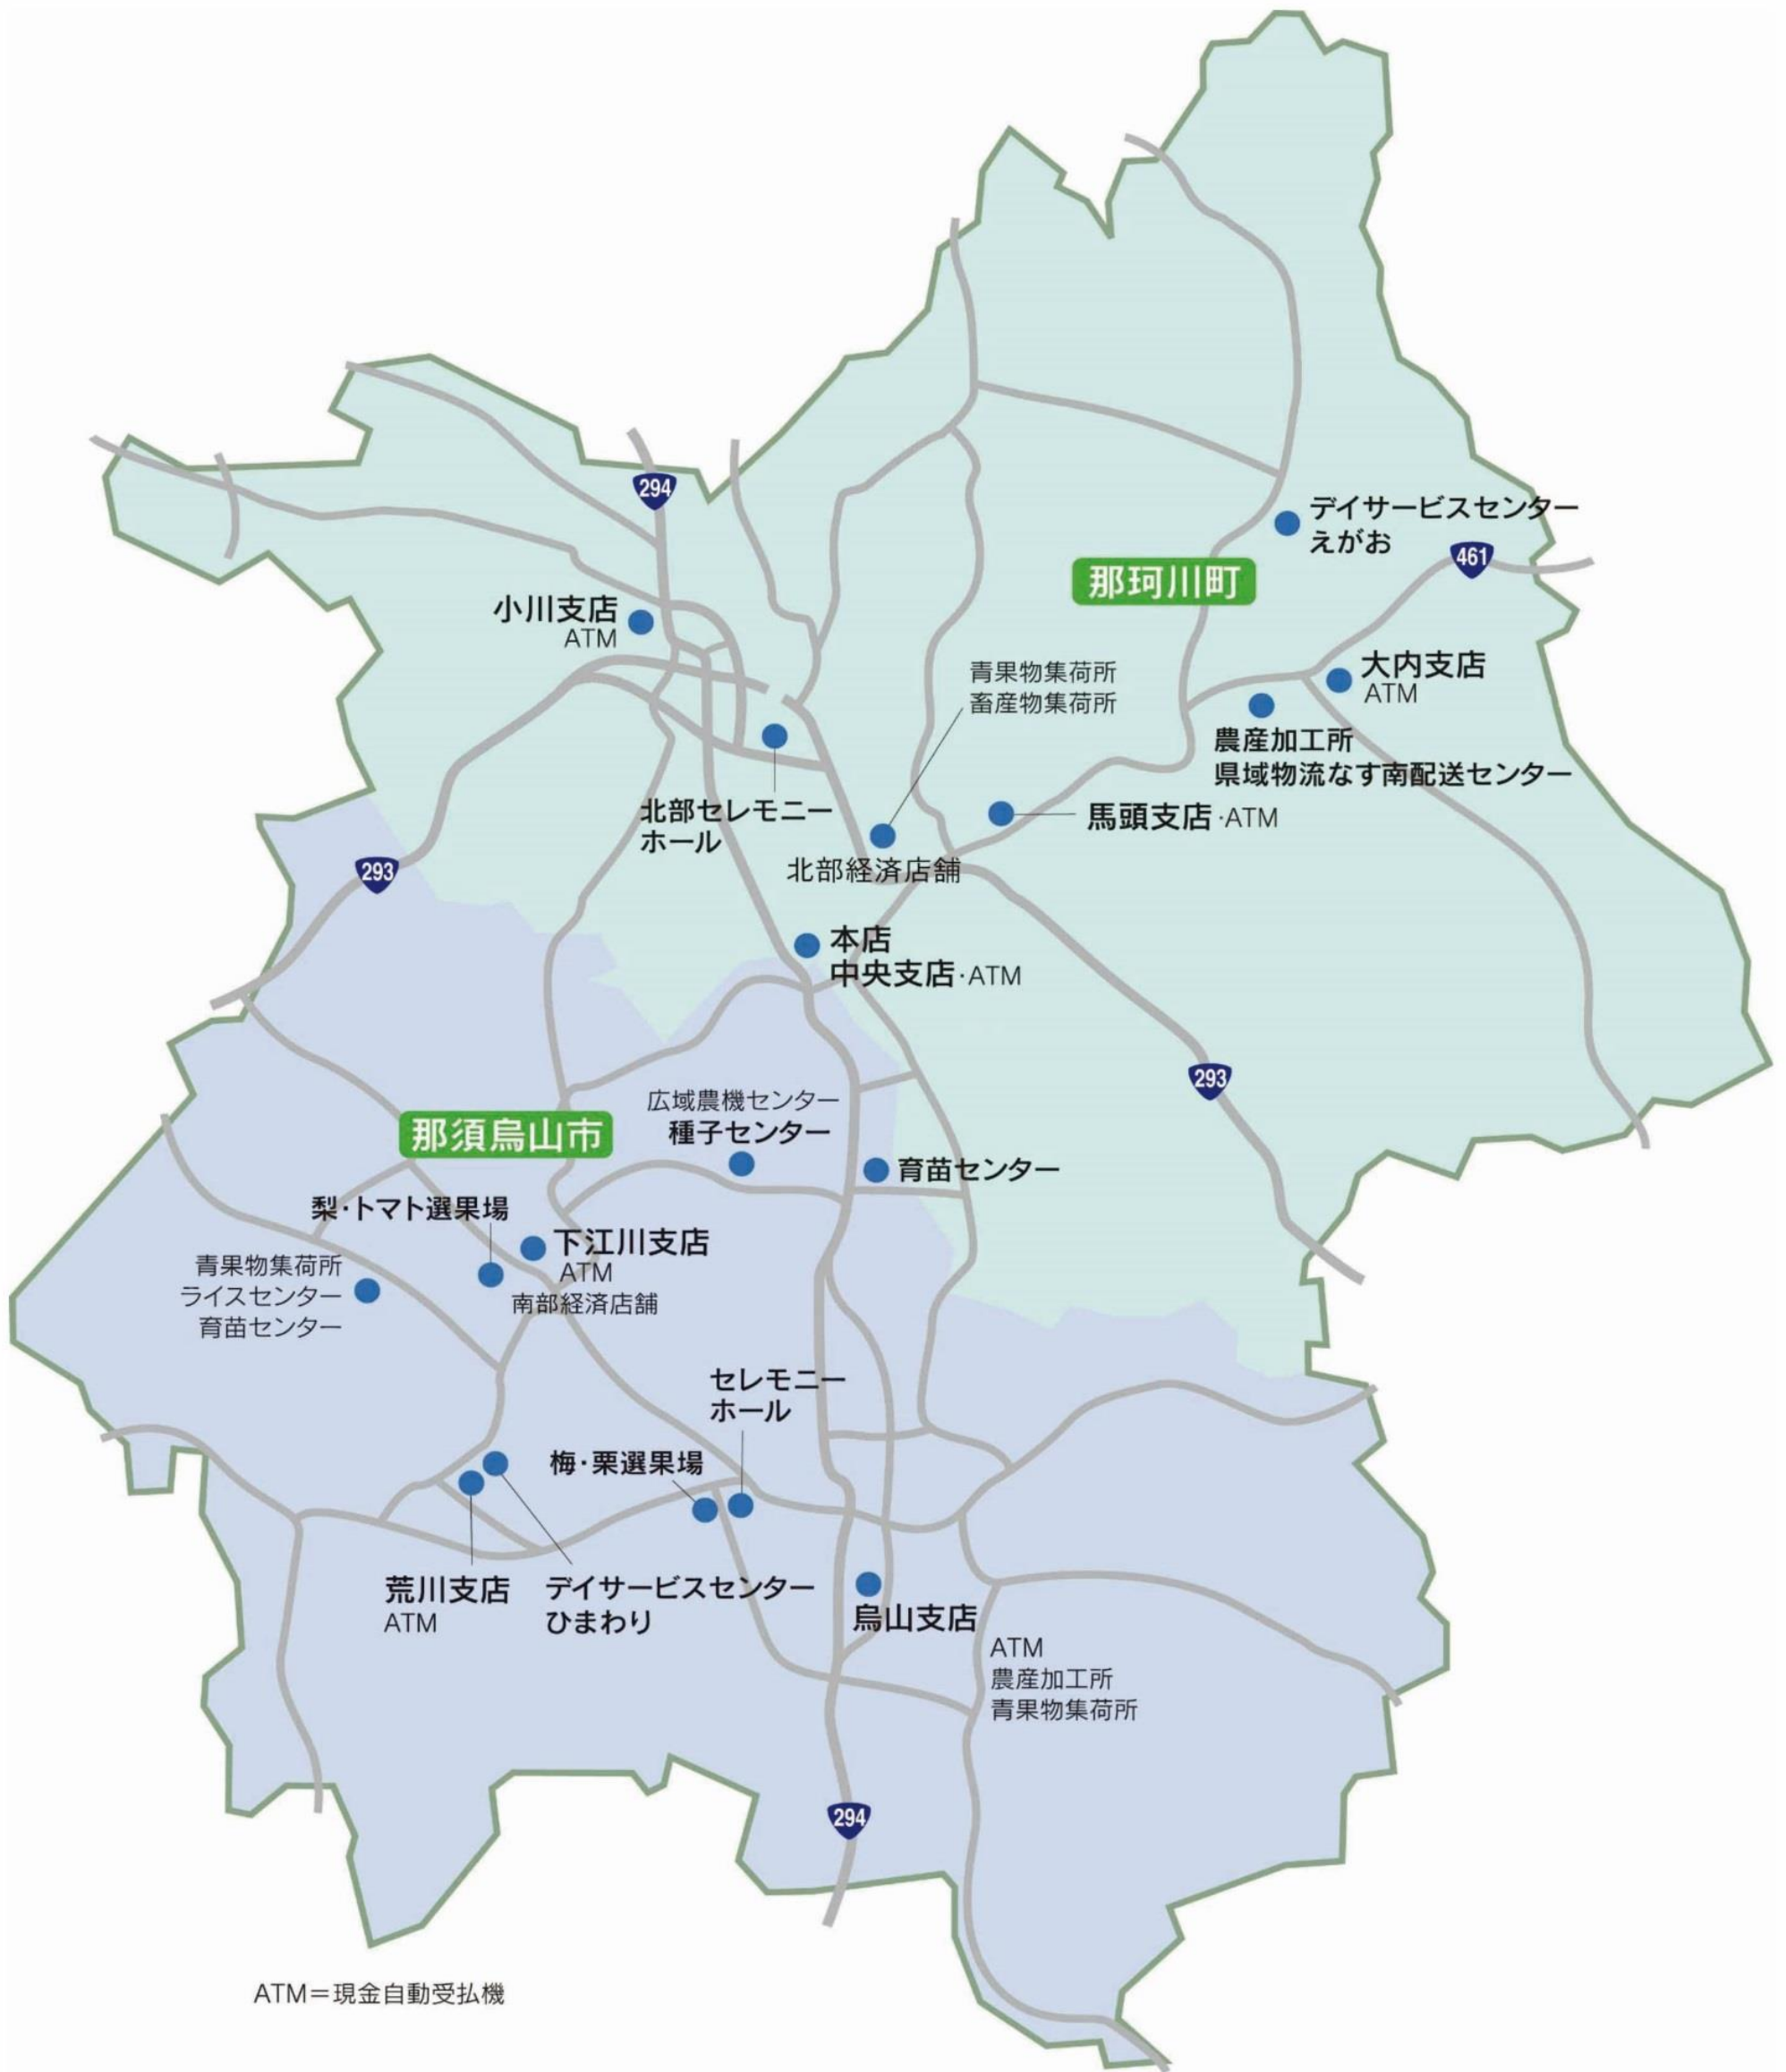 294
デイサービスセンター
えがお
461
那珂川町
小川支店
ATM
大内支店
ATM
青果物集荷所
畜産物集荷所
農産加工所
県域物流なす南配送センター
北部セレモニー
ホール
馬頭支店・ATM
北部経済店舗
293
本店
中央支店・ATM
293
広域農機センター
種子センター
那須烏山市
育苗センター
梨・トマト選果場
下江川支店
ATM
南部経済店舗
青果物集荷所
ライスセンター
育苗センター
セレモニー
ホール
梅・栗選果場
荒川支店
ATM
デイサービスセンター
ひまわり
烏山支店
ATM
農産加工所
青果物集荷所
294
ATM＝現金自動受払機